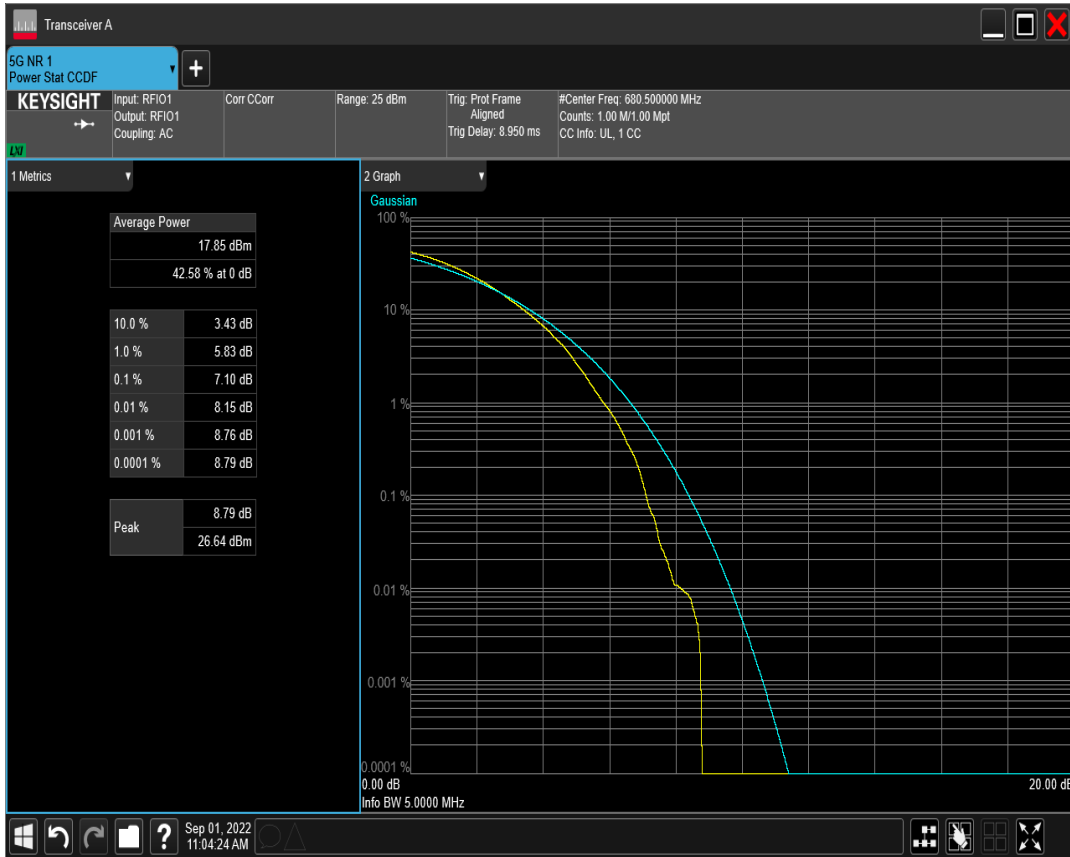 Transceiver A
5G NR 1
Power Stat CCDF
KEYSIGHT
LXI
Input: RFIO1
Output: RFIO1
Coupling: AC
Corr CCorr
Range: 25 dBm
Trig: Prot Frame
Aligned
Trig Delay: 8.950 ms
#Center Freq: 680.500000 MHz
Counts: 1.00 M/1.00 Mpt
CC Info: UL, 1 CC
1 Metrics
Average Power
17.85 dBm
42.58 % at 0 dB
10.0 % 3.43 dB
1.0 % 5.83 dB
0.1 % 7.10 dB
0.01 % 8.15 dB
0.001 % 8.76 dB
0.0001 % 8.79 dB
Peak
8.79 dB
26.64 dBm
2 Graph
Gaussian
100 %
10 %
1 %
0.1 %
0.01 %
0.001 %
0.0001 %
0.00 dB
20.00 dB
Info BW 5.0000 MHz
?
Sep 01, 2022
11:04:24 AM